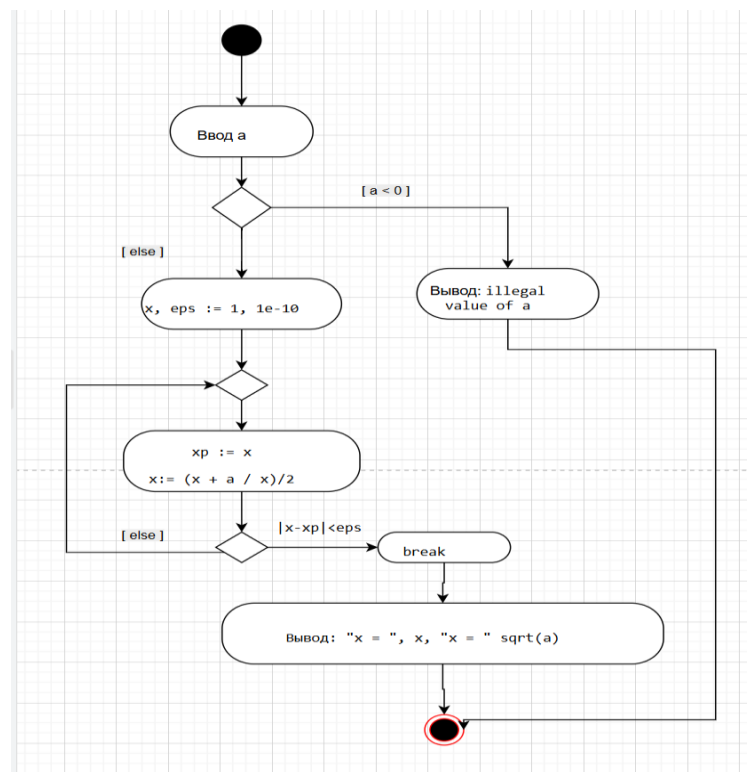 Ввод a
[ a < 0 ]
[ else ]
Вывод: illegal
value of a
x, eps := 1, 1e-10
xp := x
x:= (x + a / x)/2
[ else ]
|x-xp|<eps
break
Вывод: "x = ", x, "x = " sqrt(a)